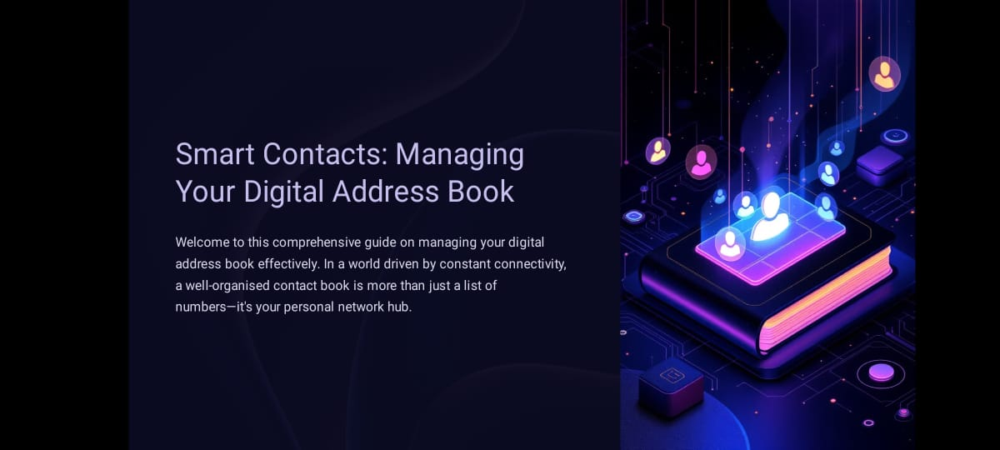 Smart Contacts: Managing
Your Digital Address Book
Welcome to this comprehensive guide on managing your digital
address book effectively. In a world driven by constant connectivity,
a well-organised contact book is more than just a list of
numbers—it's your personal network hub.